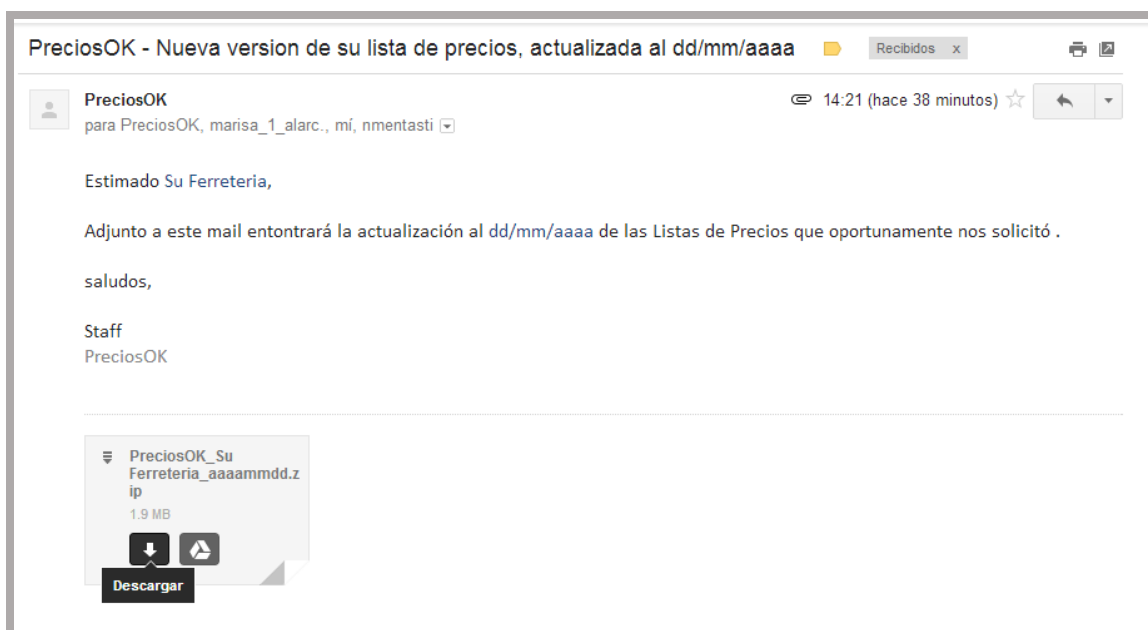 PreciosOK - Nueva version de su lista de precios, actualizada al dd/mm/aaaa Recibidos x
PreciosOK 14:21 (hace 38 minutos)
para PreciosOK, marisa_1_alarc., mí, nmentasti
Estimado Su Ferreteria,
Adjunto a este mail entontrará la actualización al dd/mm/aaaa de las Listas de Precios que oportunamente nos solicitó .
saludos,
Staff
PreciosOK
PreciosOK_Su
Ferreteria_aaaammdd.z
ip
1.9 MB
Descargar